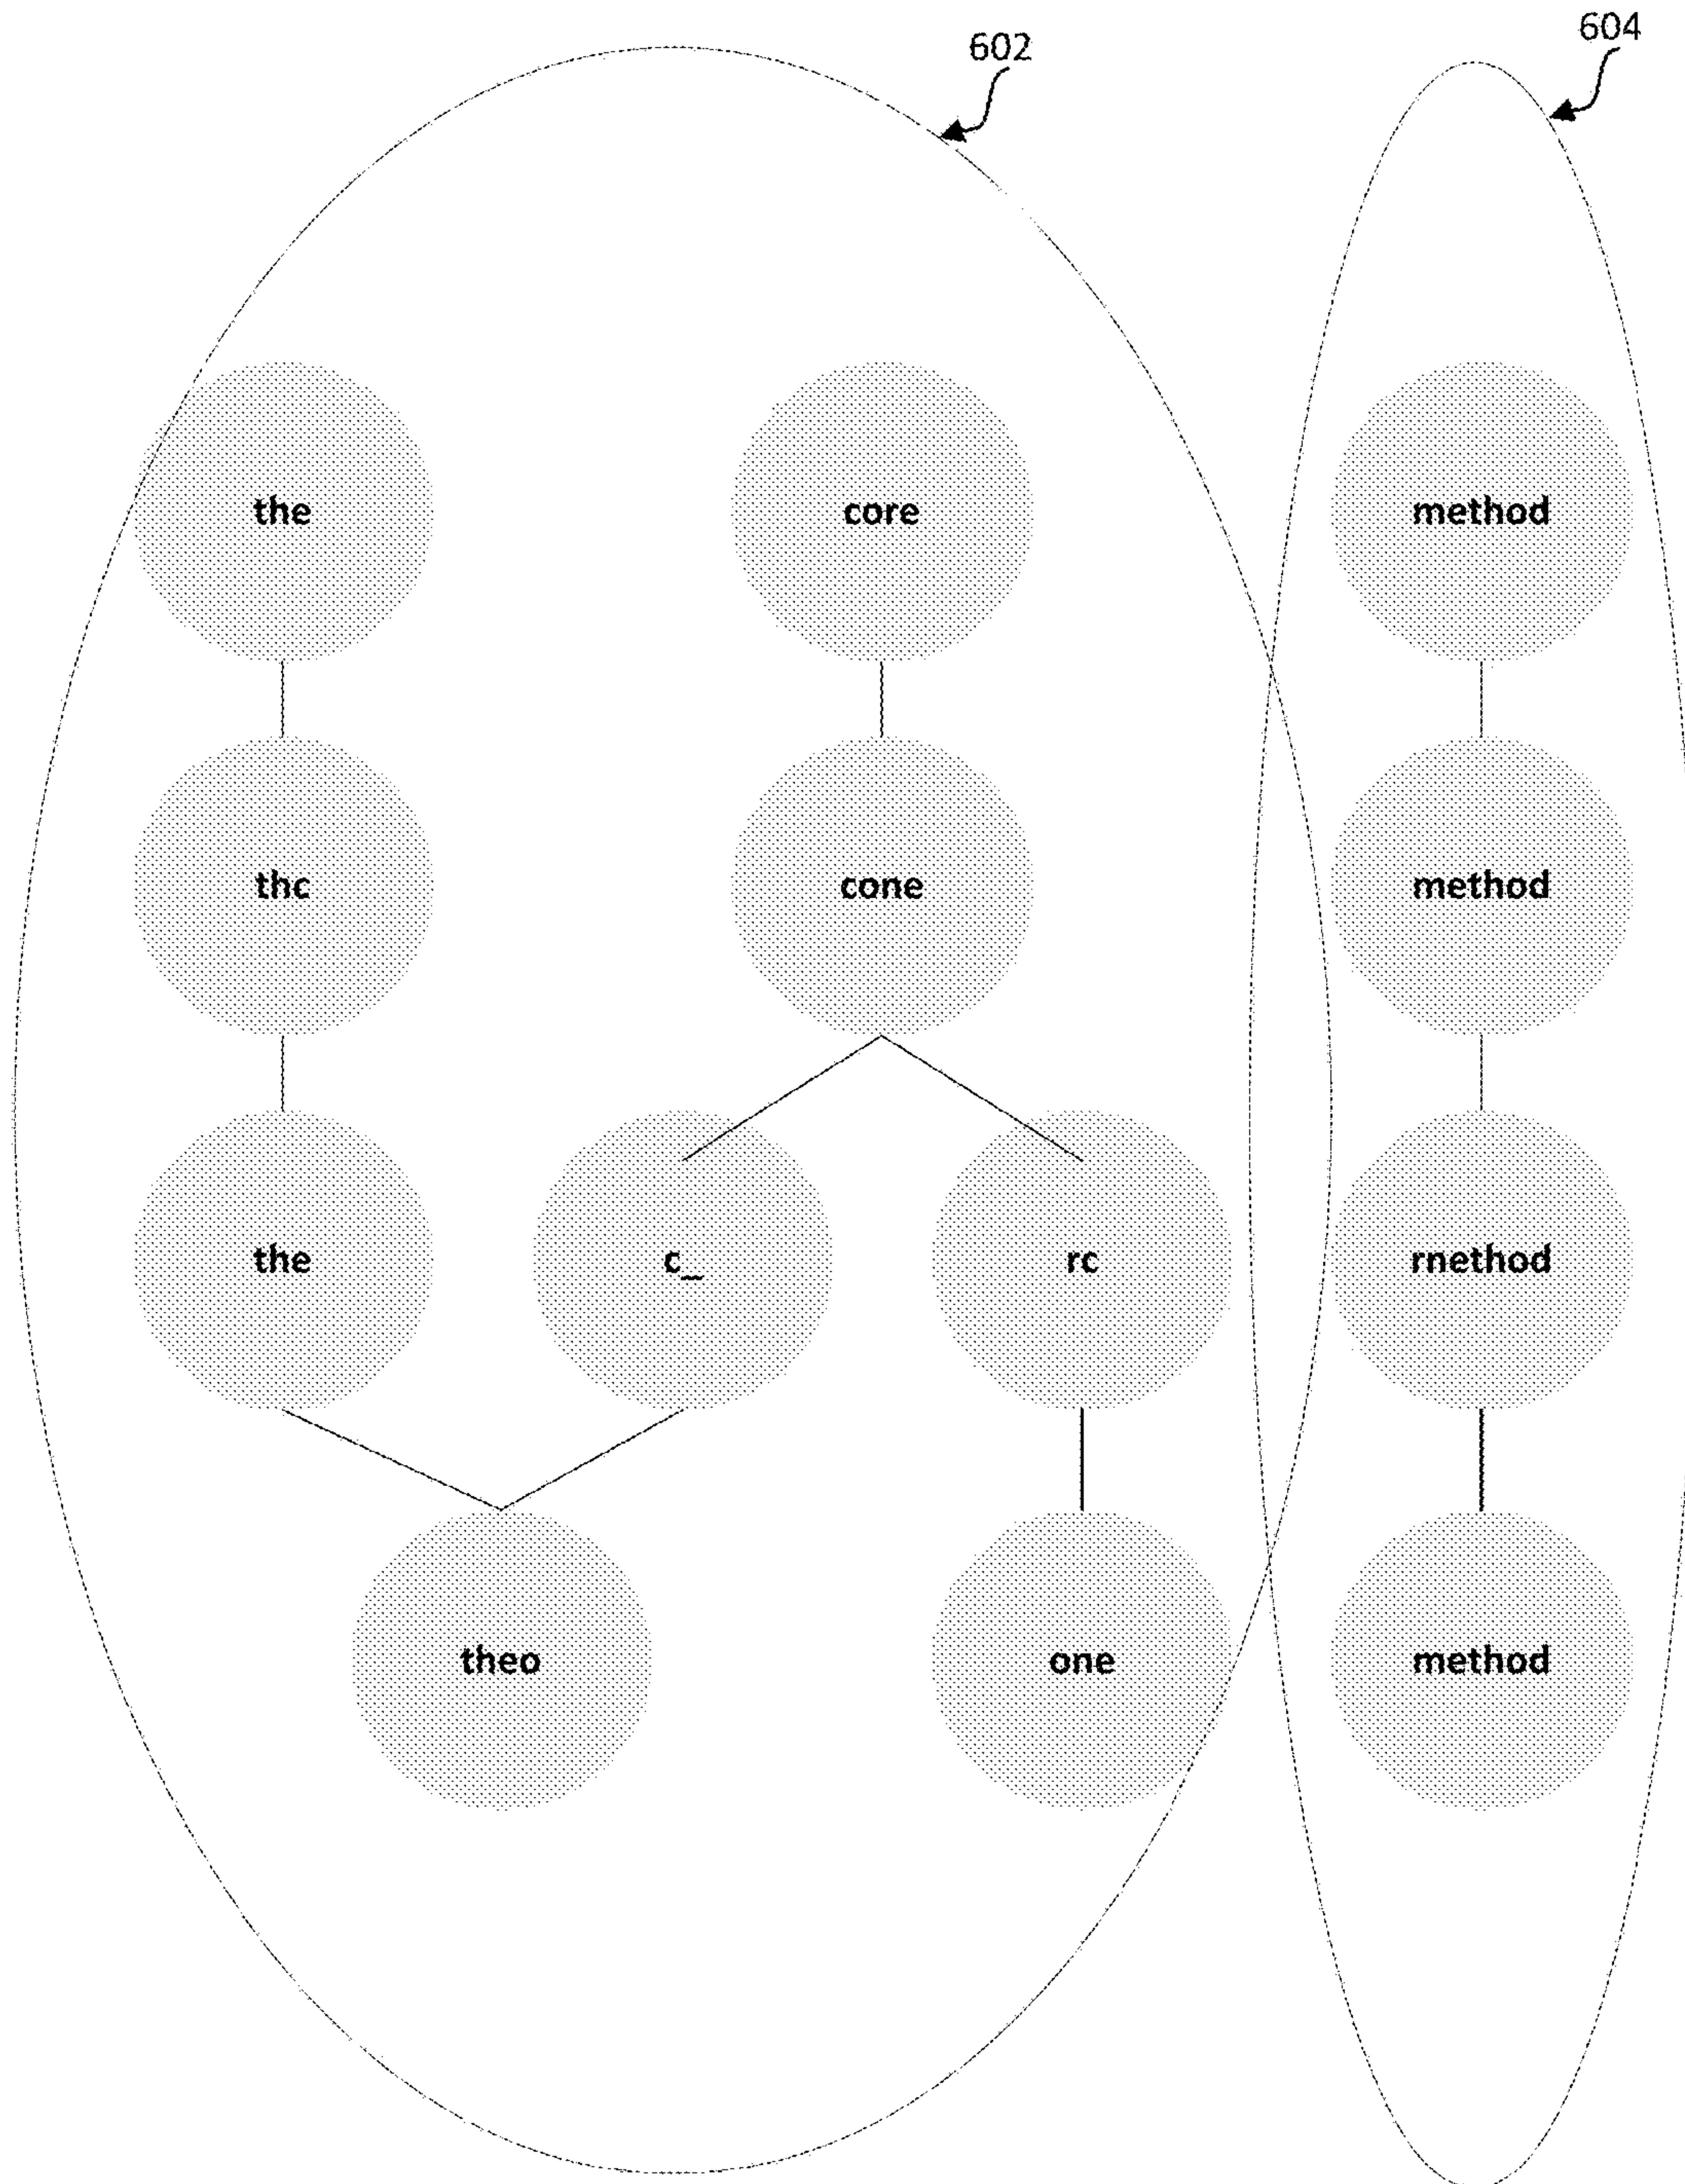 602
604
the
core
method
thc
cone
method
the
c_
rc
rnethod
theo
one
method